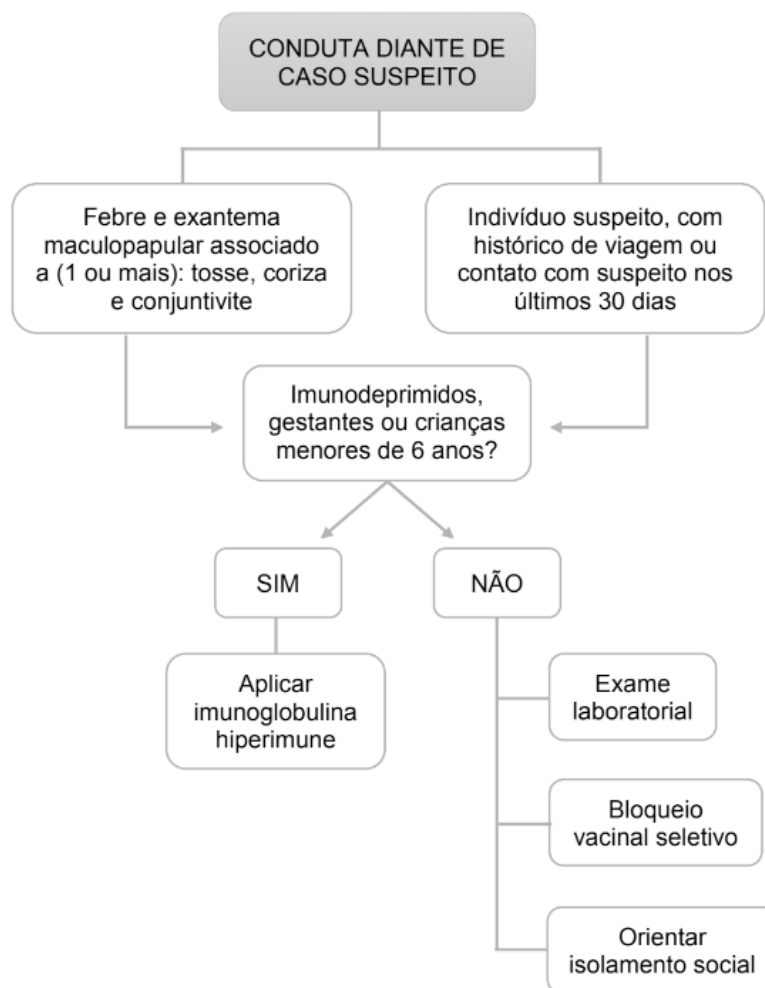 CONDUTA DIANTE DE
CASO SUSPEITO
Febre e exantema
maculopapular associado
a (1 ou mais): tosse, coriza
e conjuntivite
Indivíduo suspeito, com
histórico de viagem ou
contato com suspeito nos
últimos 30 dias
Imunodeprimidos,
gestantes ou crianças
menores de 6 anos?
SIM
NÃO
Aplicar
imunoglobulina
hiperimune
Exame
laboratorial
Bloqueio
vacinal seletivo
Orientar
isolamento social